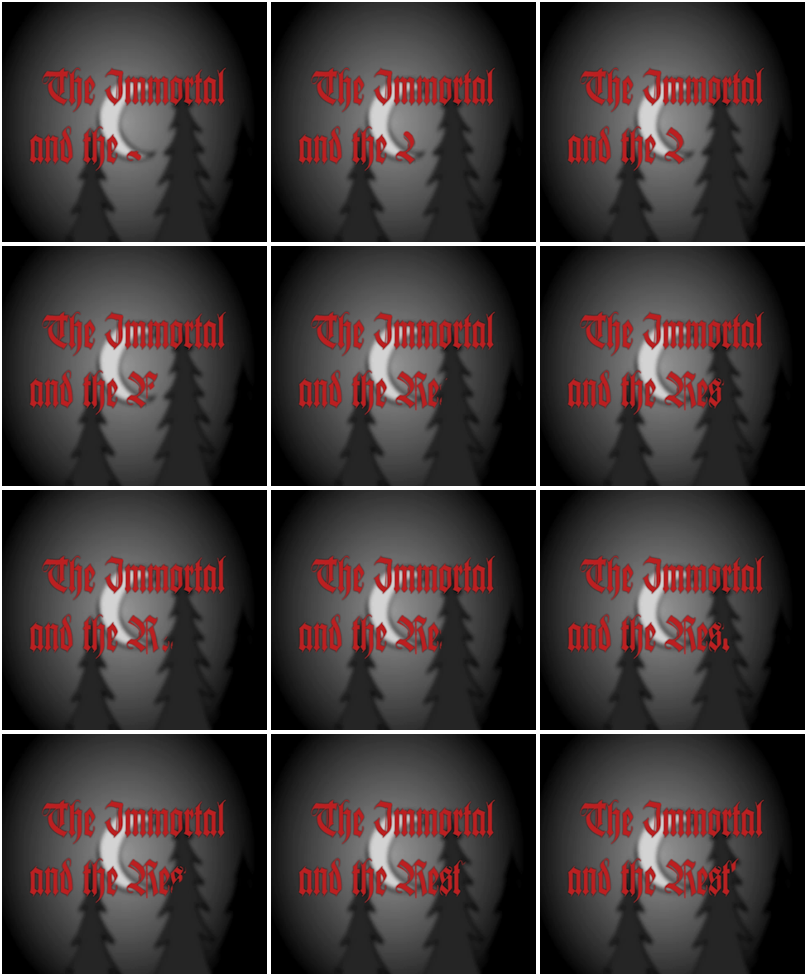 The Immortal
and the
The Immortal
and the
The Immortal
and the
The Immortal
and the
The Immortal
and the Re
The Immortal
and the Res
The Immortal
and the R
The Immortal
and the Re
The Immortal
and the Res
The Immortal
and the Res
The Immortal
and the Rest
The Immortal
and the Rest